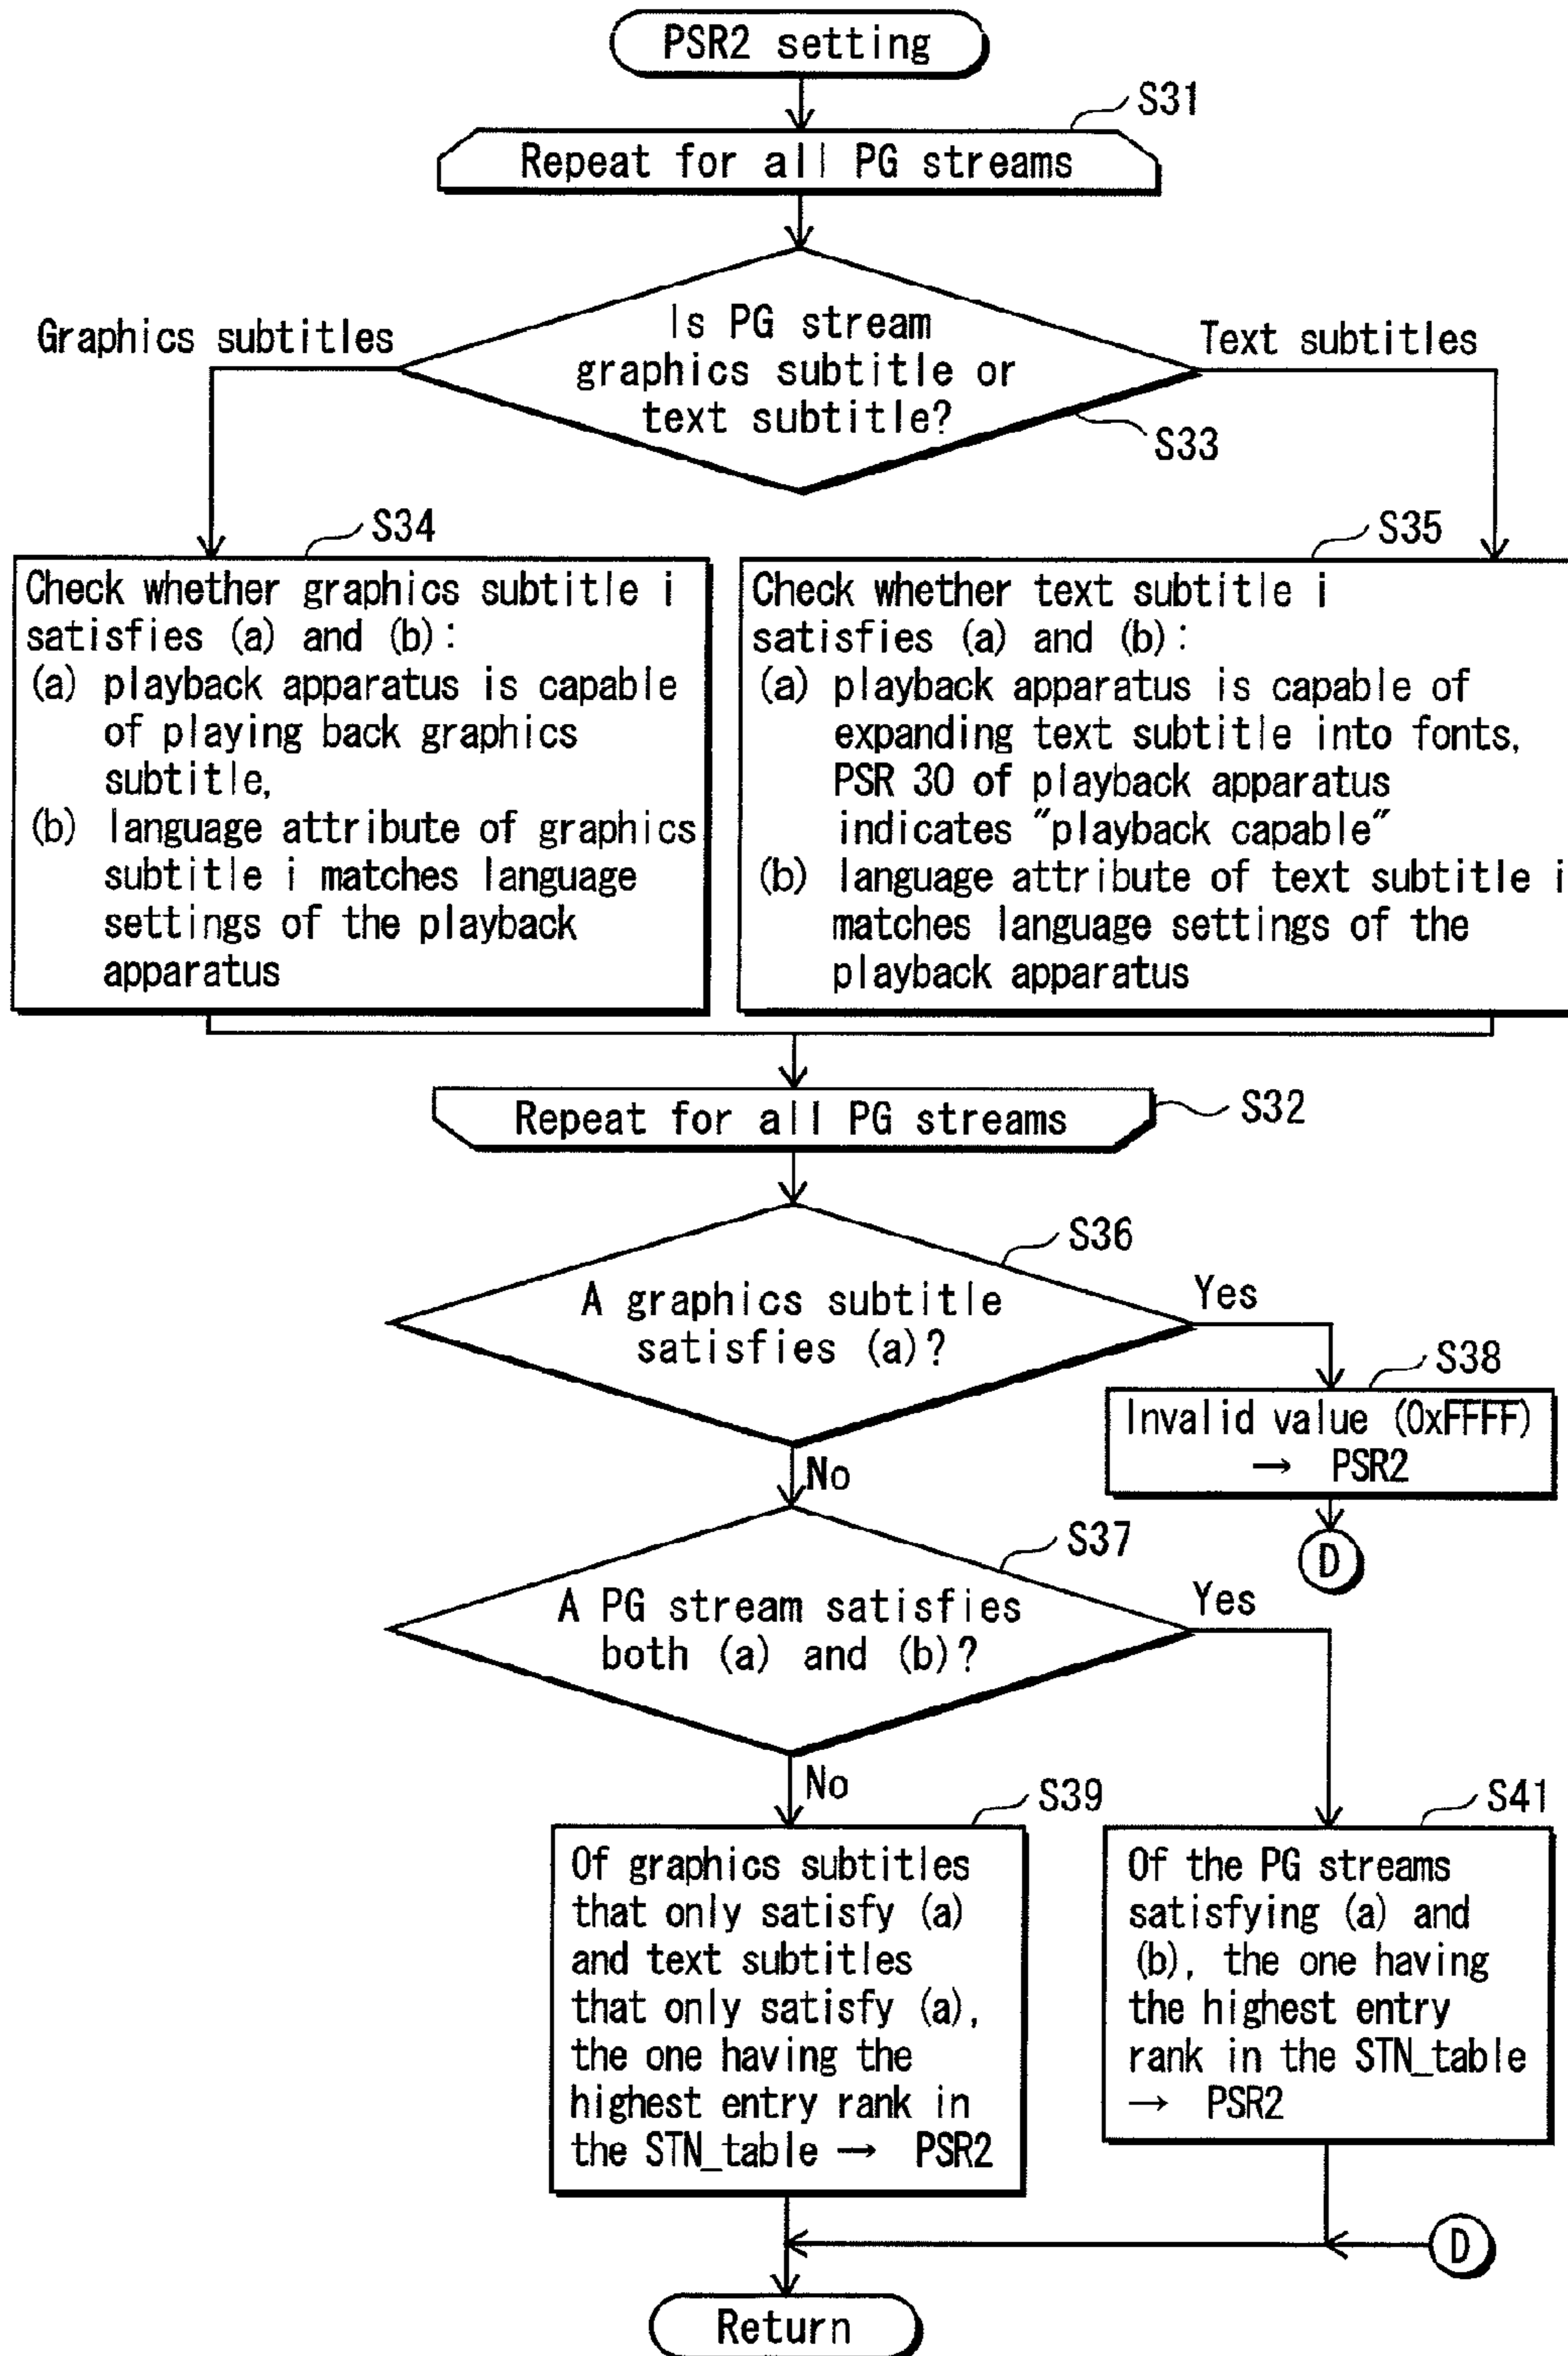 PSR2 setting
S31
Repeat for all PG streams
Graphics subtitles
Is PG stream
graphics subtitle or
text subtitle?
Text subtitles
S33
S34
Check whether graphics subtitle i
satisfies (a) and (b):
(a) playback apparatus is capable
of playing back graphics
subtitle,
(b) language attribute of graphics
subtitle i matches language
settings of the playback
apparatus
S35
Check whether text subtitle i
satisfies (a) and (b):
(a) playback apparatus is capable of
expanding text subtitle into fonts,
PSR 30 of playback apparatus
indicates "playback capable"
(b) language attribute of text subtitle i
matches language settings of the
playback apparatus
Repeat for all PG streams
S32
S36
A graphics subtitle
satisfies (a)?
Yes
No
S38
Invalid value (0xFFFF)
→ PSR2
D
S37
A PG stream satisfies
both (a) and (b)?
Yes
No
S39
Of graphics subtitles
that only satisfy (a)
and text subtitles
that only satisfy (a),
the one having the
highest entry rank in
the STN_table → PSR2
S41
Of the PG streams
satisfying (a) and
(b), the one having
the highest entry
rank in the STN_table
→ PSR2
D
Return